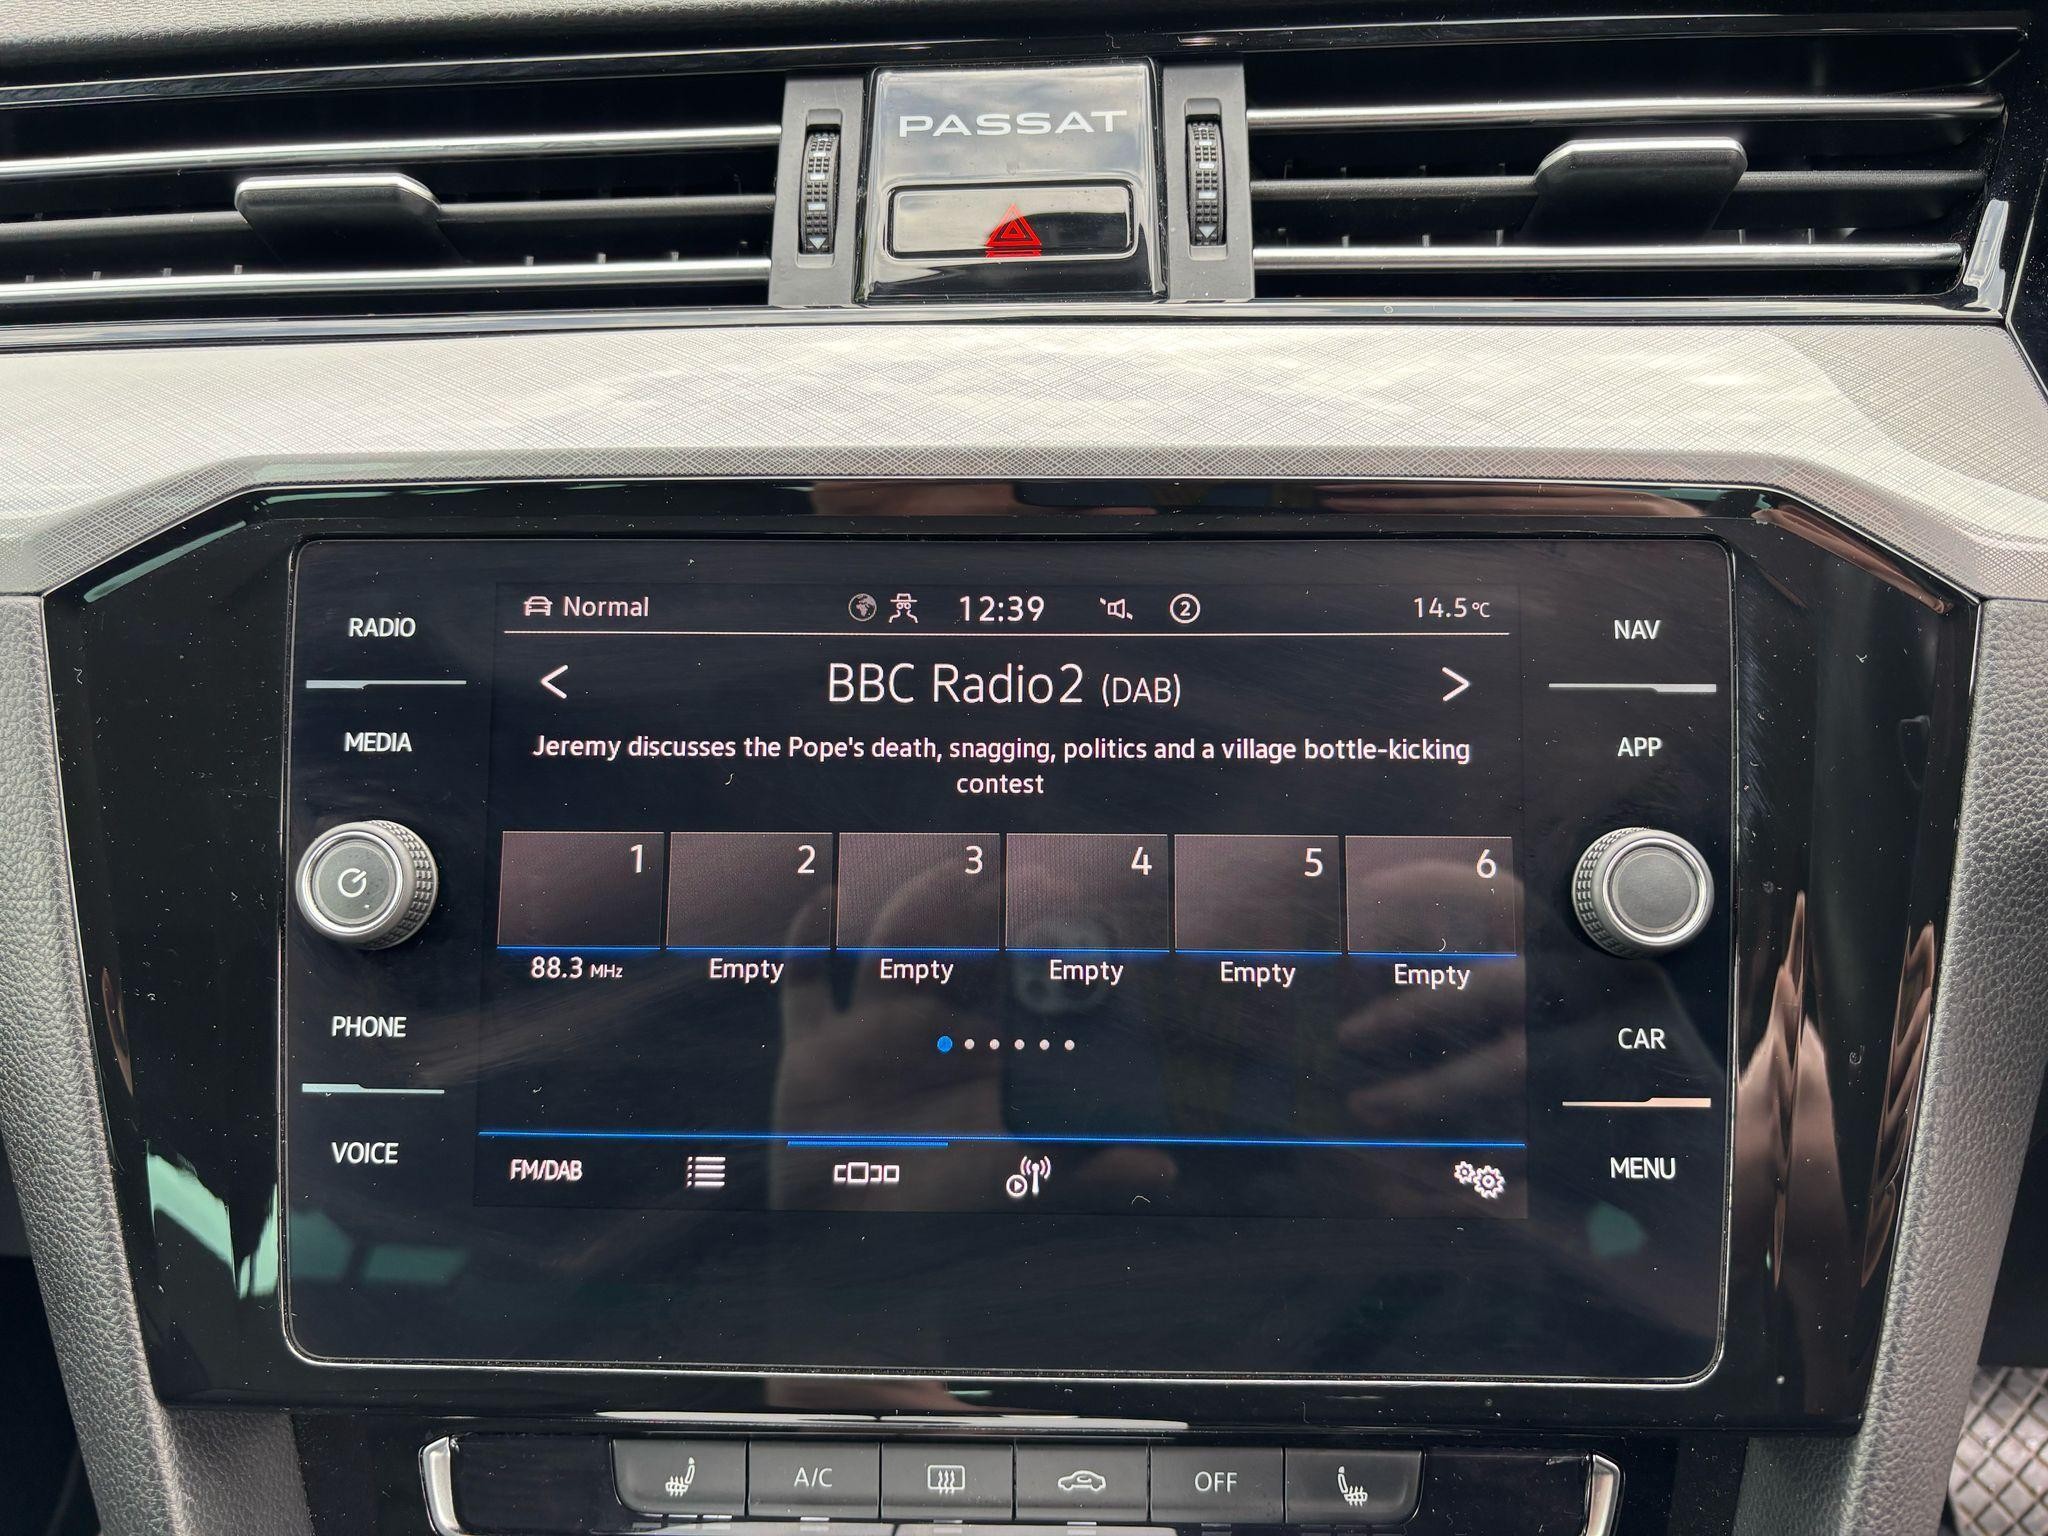 PASSAT
RADIO
MEDIA
PHONE
VOICE
Normal 12:39 2 14.5°C
< BBC Radio2 (DAB) >
Jeremy discusses the Pope's death, snagging, politics and a village bottle-kicking
contest
1 2 3 4 5 6
88.3 MHz Empty Empty Empty Empty Empty
FM/DAB
NAV
APP
CAR
MENU
A/C OFF